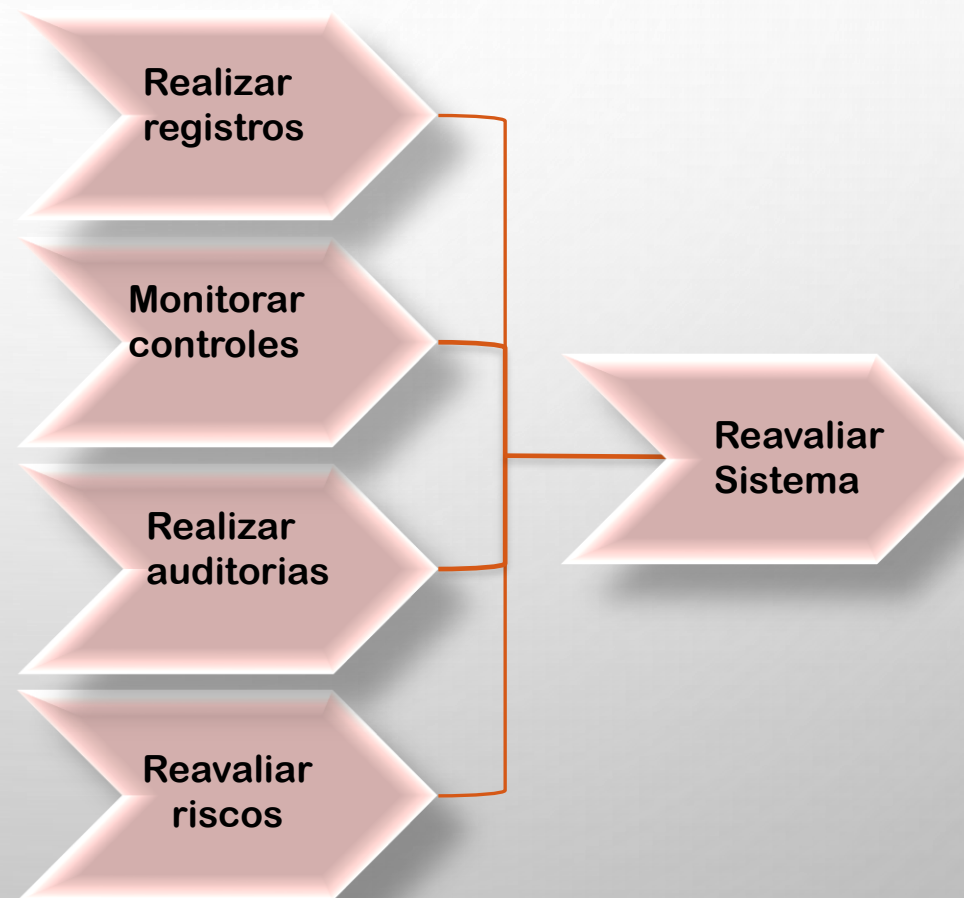 Realizar
registros
Monitorar
controles
Realizar
auditorias
Reavaliar
riscos
Reavaliar
Sistema